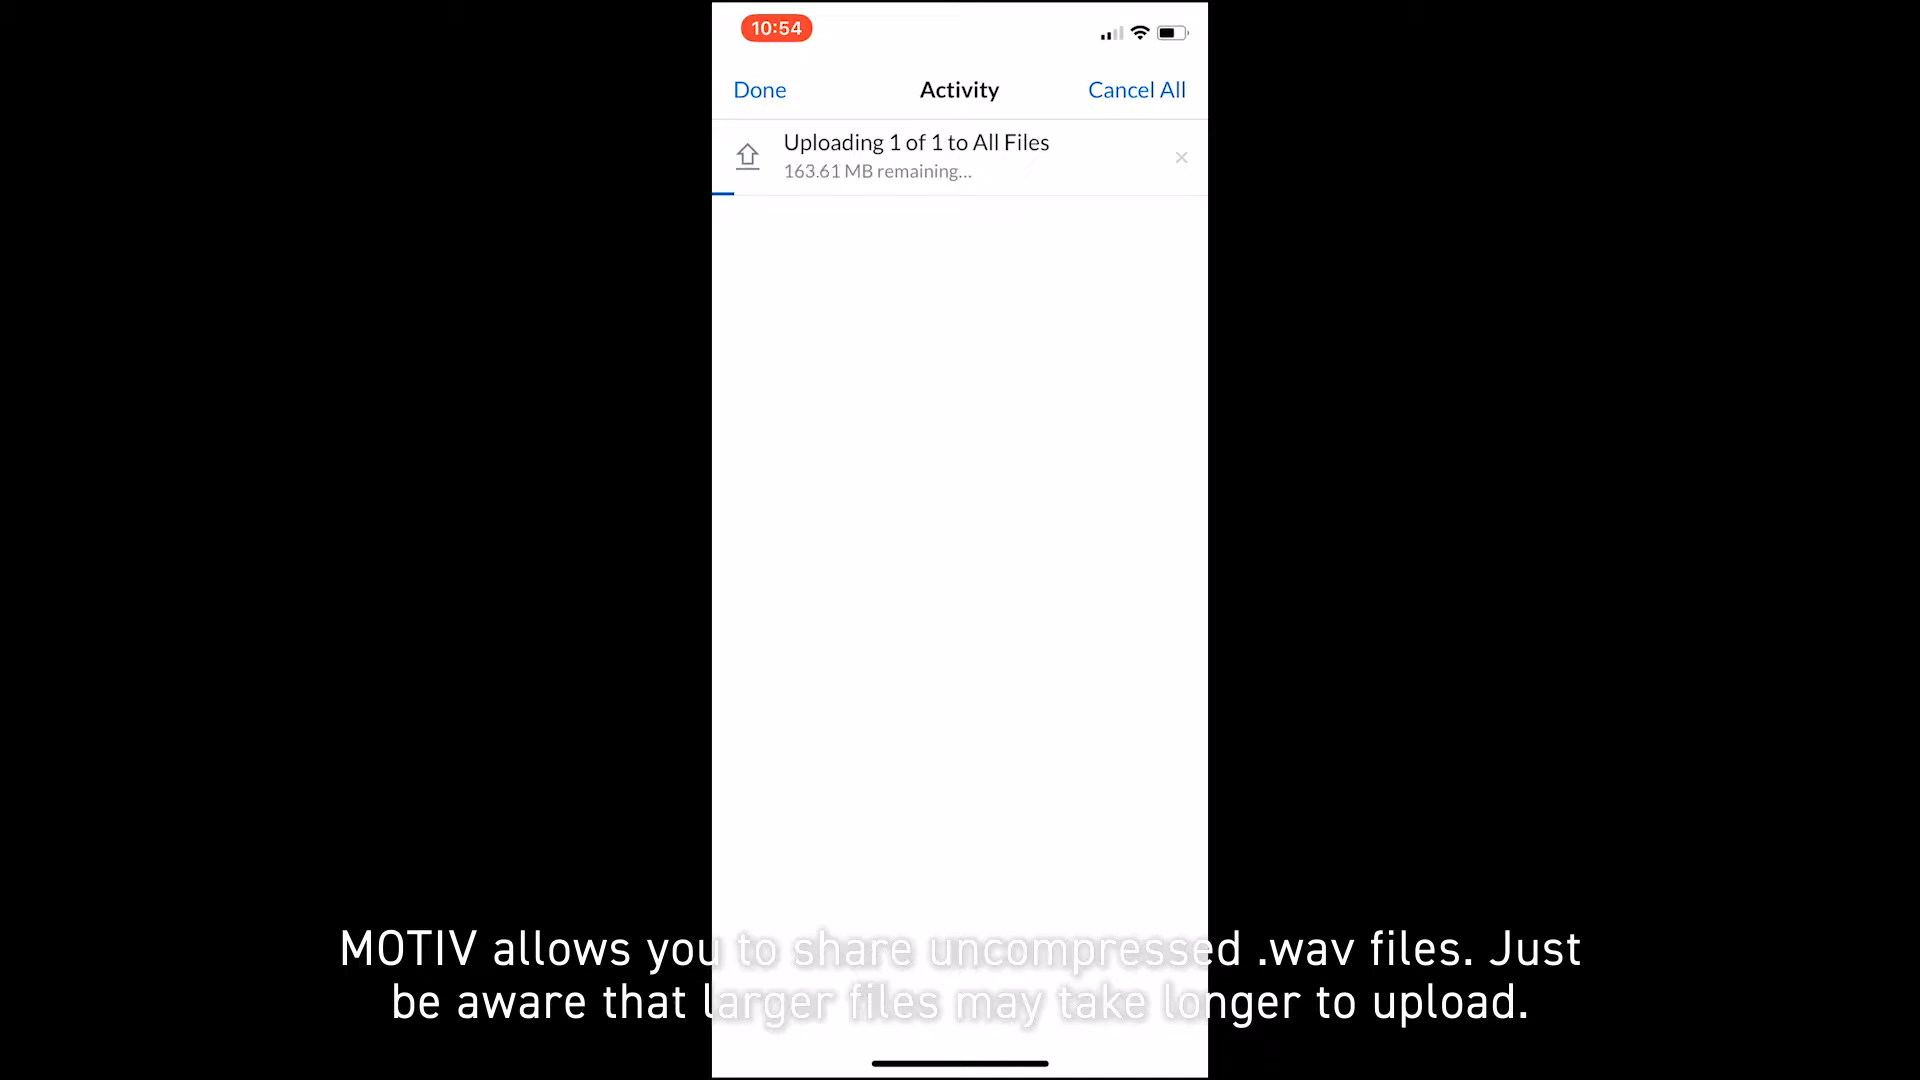 10:54
Done Activity Cancel All
Uploading 1 of 1 to All Files
163.61 MB remaining...
MOTIV allows you to share uncompressed .wav files. Just
be aware that larger files may take longer to upload.